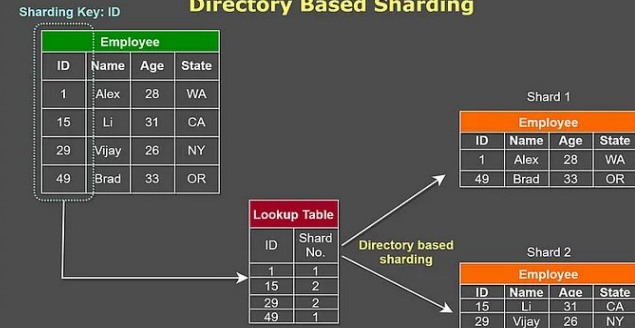 Directory Based Sharding
Sharding Key: ID
Employee
ID Name Age State
1 Alex 28 WA
15 Li 31 CA
29 Vijay 26 NY
49 Brad 33 OR
Lookup Table
ID Shard No.
1 1
15 2
29 2
49 1
Directory based
sharding
Shard 1
Employee
ID Name Age State
1 Alex 28 WA
49 Brad 33 OR
Shard 2
Employee
ID Name Age State
15 Li 31 CA
29 Vijay 26 NY